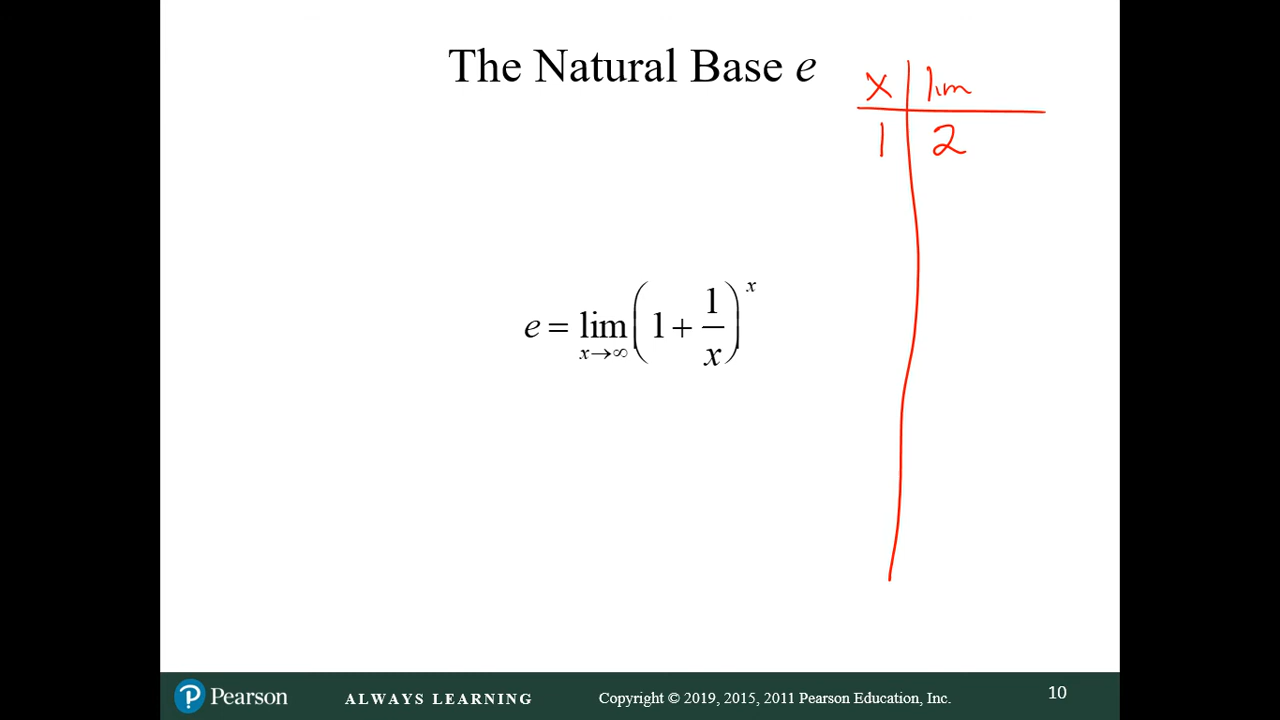 The Natural Base e
x | lim
1 | 2
e = lim x→∞ (1 + 1/x)^x
Pearson ALWAYS LEARNING Copyright © 2019, 2015, 2011 Pearson Education, Inc. 10